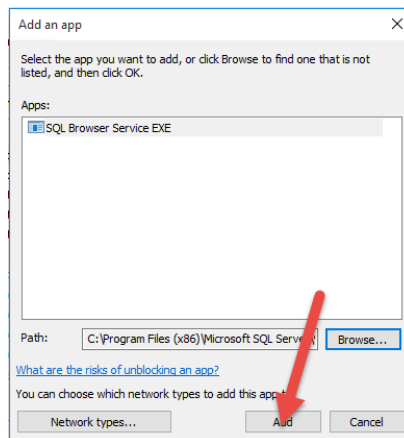 Add an app
Select the app you want to add, or click Browse to find one that is not
listed, and then click OK.
Apps:
SQL Browser Service EXE
Path:
C:\Program Files (x86)\Microsoft SQL Server\
Browse...
What are the risks of unblocking an app?
You can choose which network types to add this app
Network types...
Add
Cancel